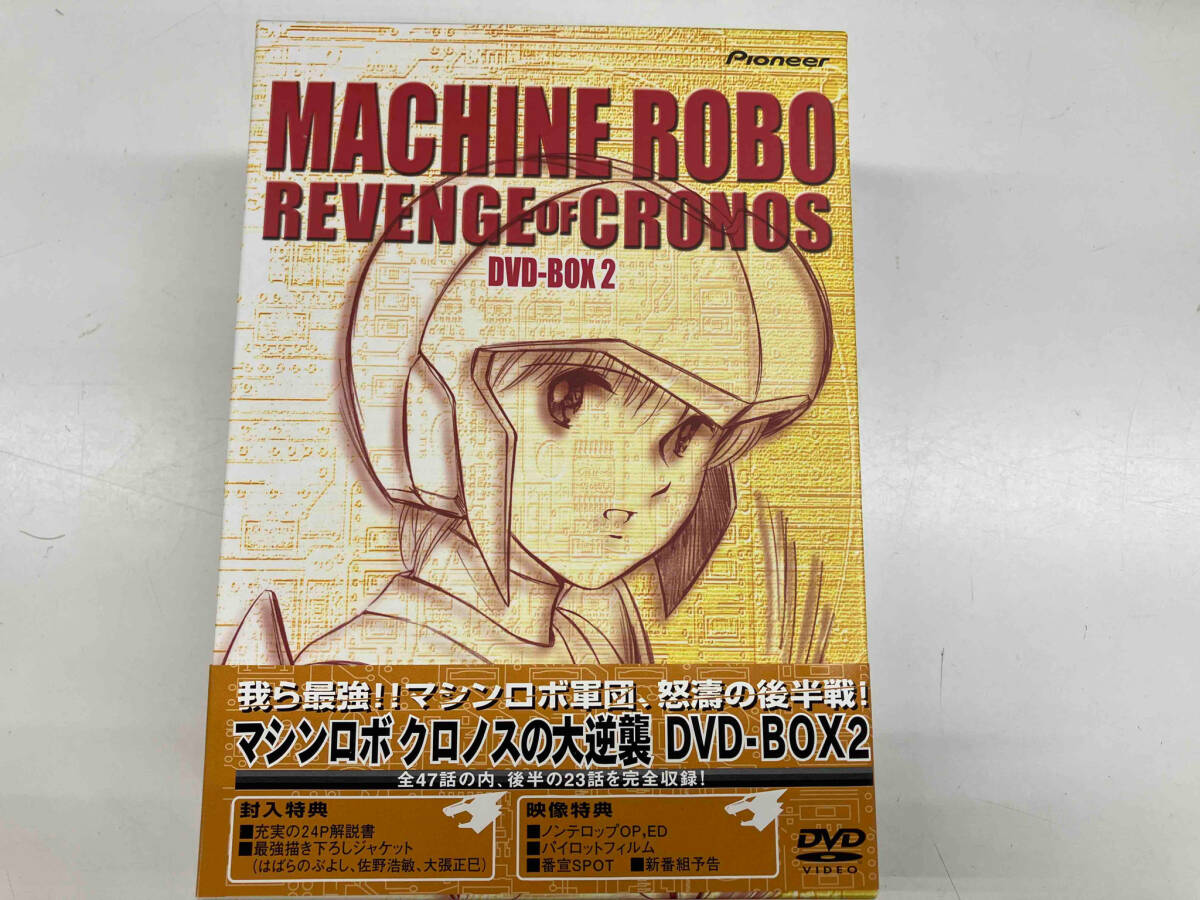 Pioneer
MACHINE ROBO
REVENGE OF CRONOS
DVD-BOX 2
我ら最強!!マシンロボ軍団、怒濤の後半戦!
マシンロボ クロノスの大逆襲 DVD-BOX2
全47話の内、後半の23話を完全収録!
封入特典
■充実の24P解説書
■最強描き下ろしジャケット
(はばらのぶよし、佐野浩敏、大張正巳)
映像特典
■ノンテロップOP,ED
■パイロットフィルム
■番宣SPOT ■新番組予告
DVD
VIDEO